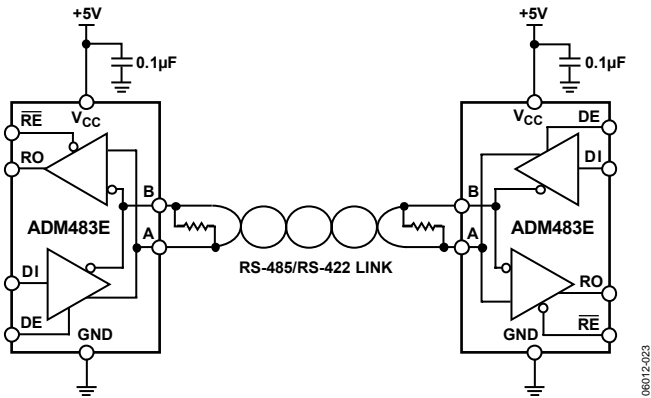 +5V
+5V
0.1µF
0.1µF
VCC
VCC
RE
DE
RO
DI
B
B
ADM483E
ADM483E
A
A
RS-485/RS-422 LINK
DI
RO
DE
RE
GND
GND
06012-023